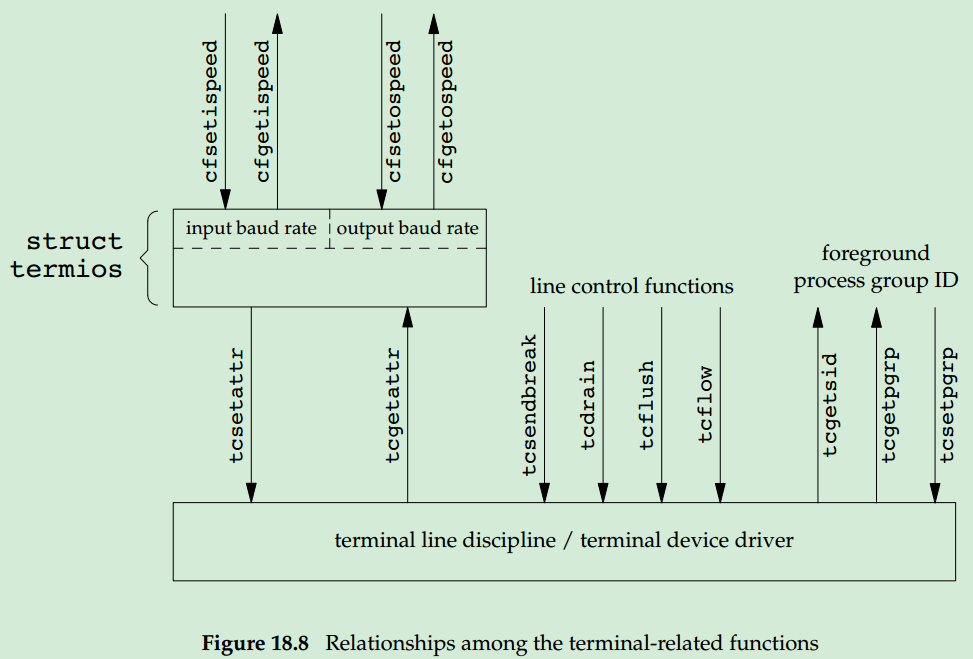 cfsetispeed
cfgetispeed
cfsetospeed
cfgetospeed
struct
termios
input baud rate
output baud rate
line control functions
foreground
process group ID
tcsetattr
tcgetattr
tcsendbreak
tcdrain
tcflush
tcflow
tcgetsid
tcgetpgrp
tcsetpgrp
terminal line discipline / terminal device driver
Figure 18.8 Relationships among the terminal-related functions